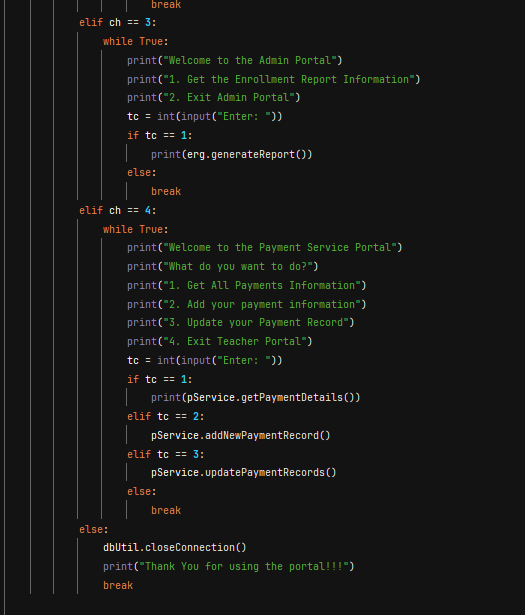 break
elif ch == 3:
while True:
print("Welcome to the Admin Portal")
print("1. Get the Enrollment Report Information")
print("2. Exit Admin Portal")
tc = int(input("Enter: "))
if tc == 1:
print(erg.generateReport())
else:
break
elif ch == 4:
while True:
print("Welcome to the Payment Service Portal")
print("What do you want to do?")
print("1. Get All Payments Information")
print("2. Add your payment information")
print("3. Update your Payment Record")
print("4. Exit Teacher Portal")
tc = int(input("Enter: "))
if tc == 1:
print(pService.getPaymentDetails())
elif tc == 2:
pService.addNewPaymentRecord()
elif tc == 3:
pService.updatePaymentRecords()
else:
break
else:
dbUtil.closeConnection()
print("Thank You for using the portal!!!")
break